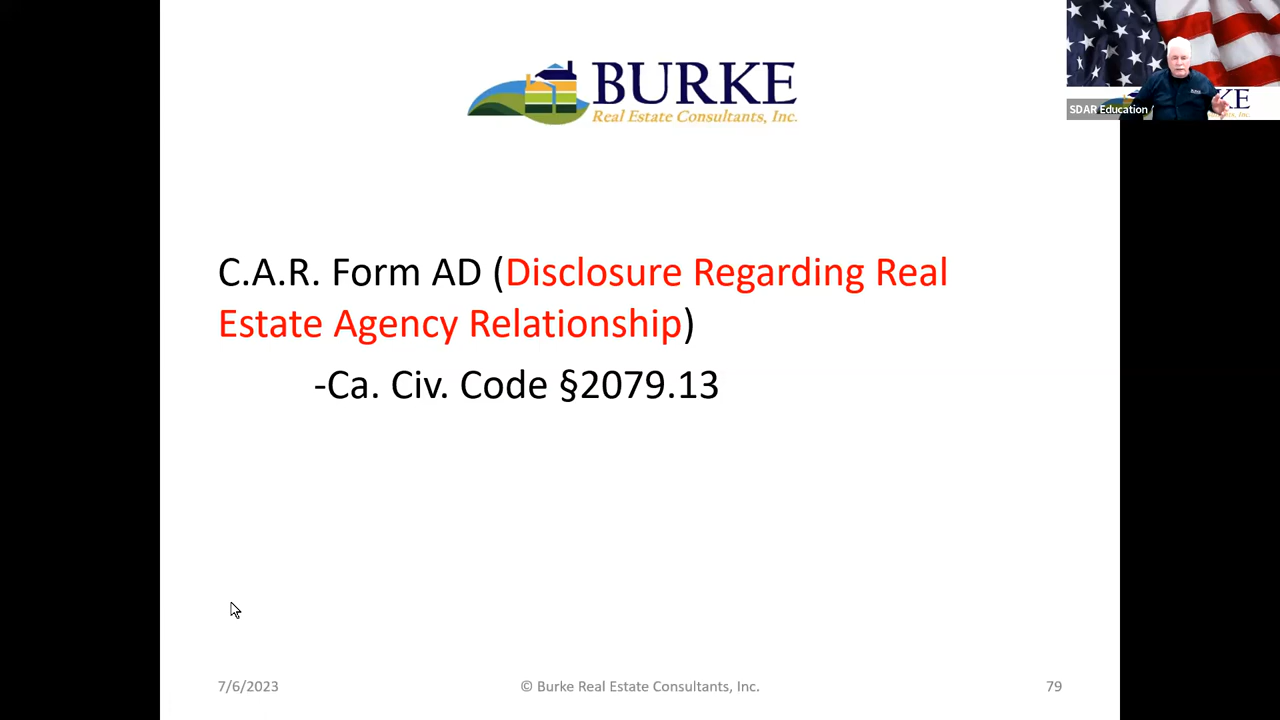 BURKE
Real Estate Consultants, Inc.
SDAR Education /
C.A.R. Form AD (Disclosure Regarding Real
Estate Agency Relationship)
-Ca. Civ. Code §2079.13
7/6/2023
© Burke Real Estate Consultants, Inc.
79